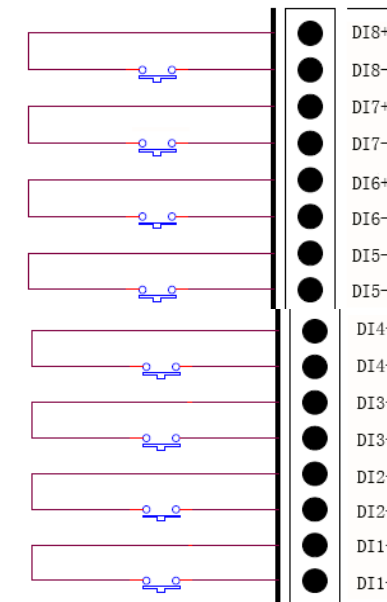 DI8+
DI8-
DI7+
DI7-
DI6+
DI6-
DI5-
DI5-
DI4-
DI4-
DI3-
DI3-
DI2-
DI2-
DI1-
DI1-